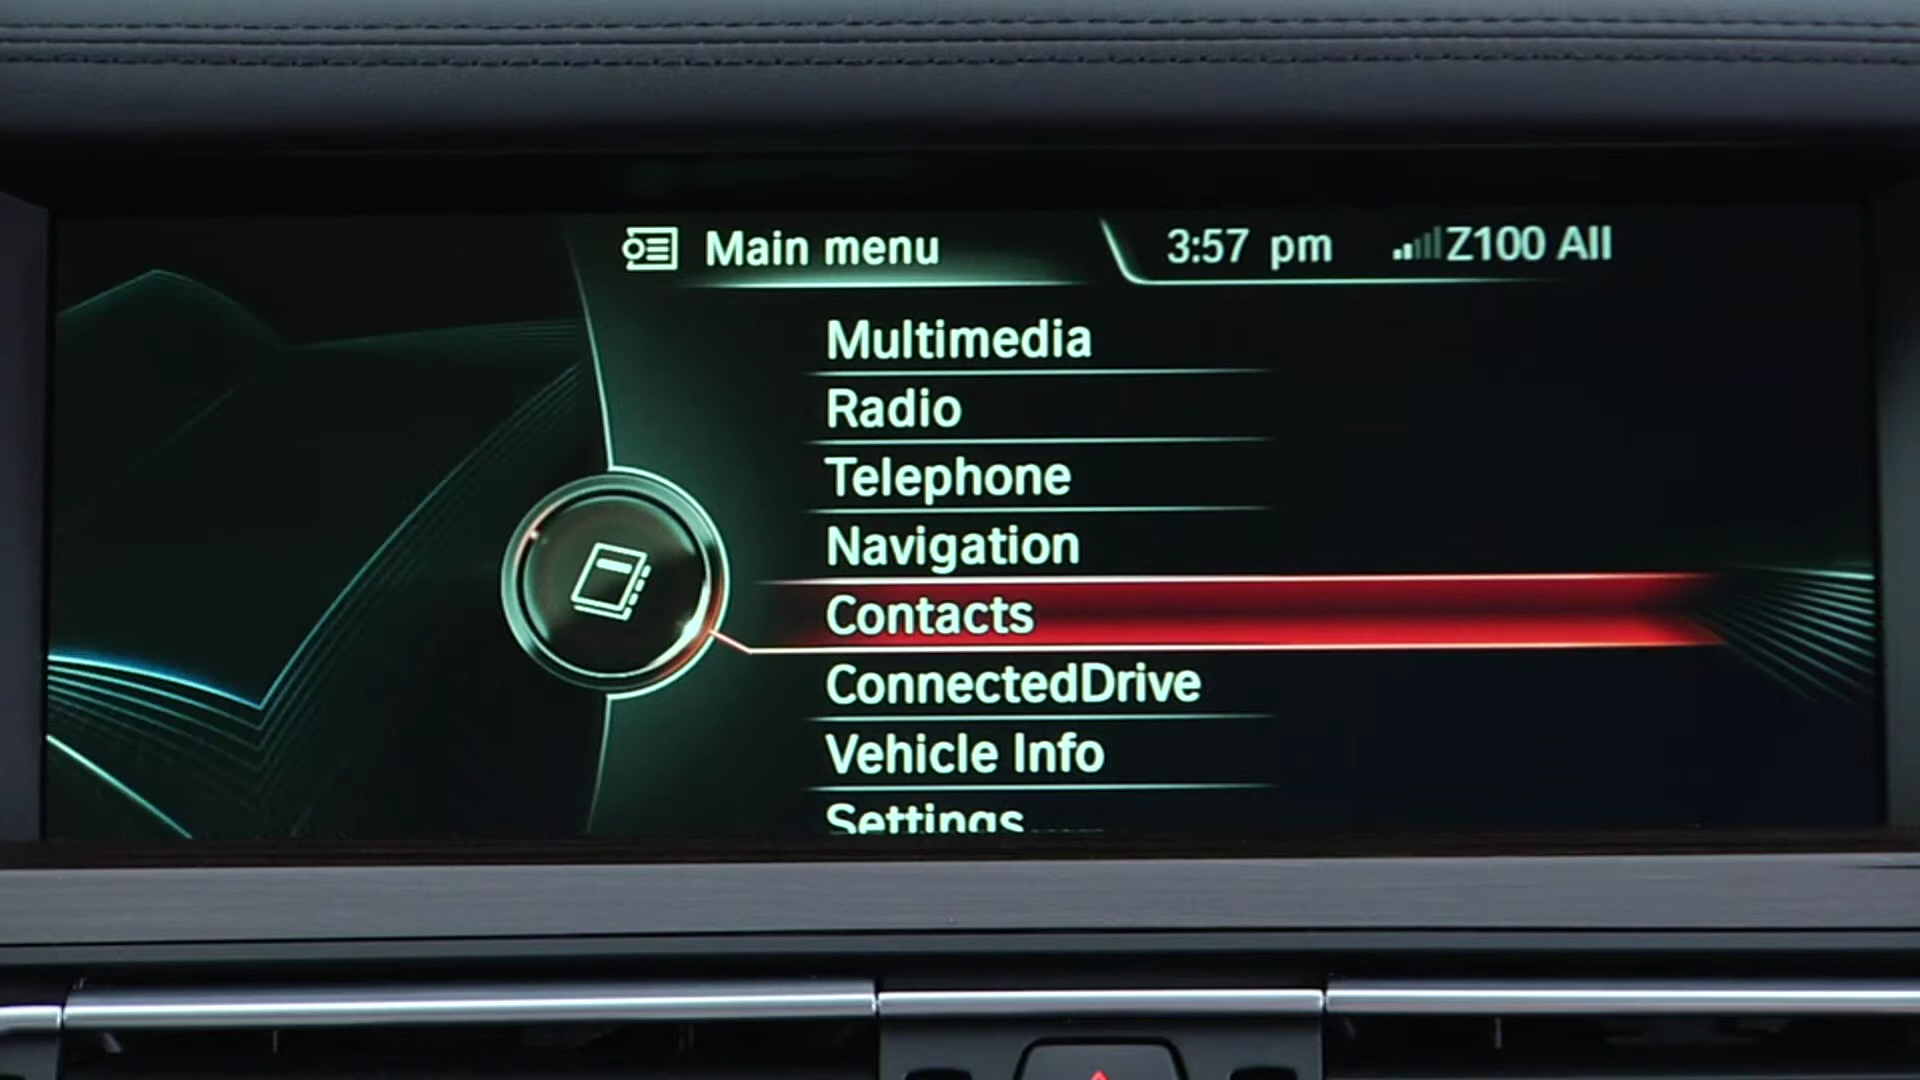 Main menu 3:57 pm Z100 All
Multimedia
Radio
Telephone
Navigation
Contacts
ConnectedDrive
Vehicle Info
Settings